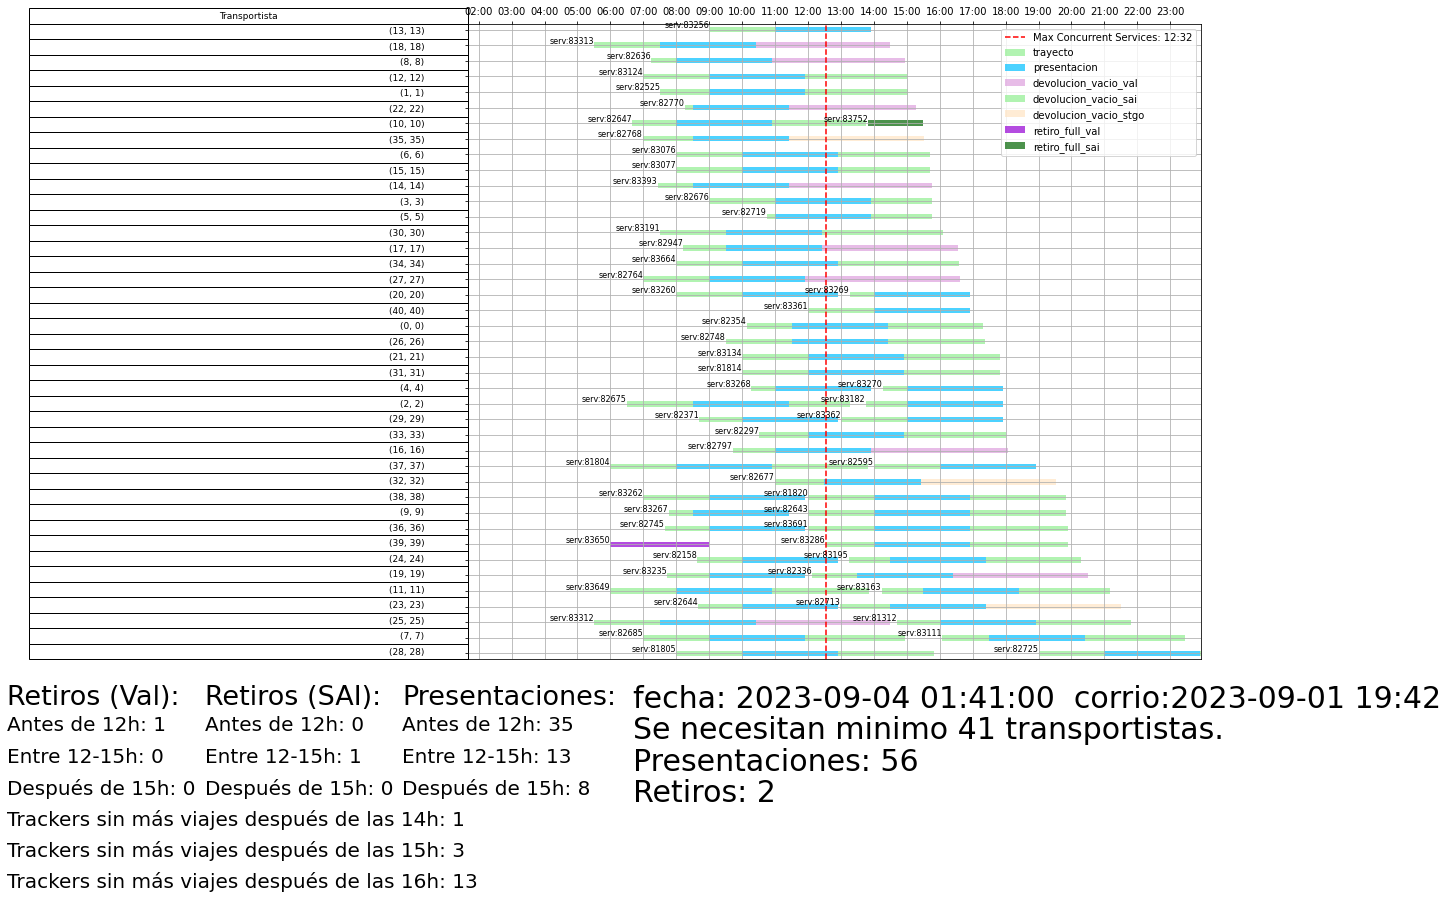 Transportista
02:00 03:00 04:00 05:00 06:00 07:00 08:00 09:00 10:00 11:00 12:00 13:00 14:00 15:00 16:00 17:00 18:00 19:00 20:00 21:00 22:00 23:00
Max Concurrent Services: 12:32
trayecto
presentacion
devolucion_vacio_val
devolucion_vacio_sai
devolucion_vacio_stgo
retiro_full_val
retiro_full_sai
(13, 13) serv:83256
(18, 18) serv:83313
(8, 8) serv:82636
(12, 12) serv:83124
(1, 1) serv:82525
(22, 22) serv:82770
(10, 10) serv:82647 serv:83752
(35, 35) serv:82768
(6, 6) serv:83076
(15, 15) serv:83077
(14, 14) serv:83393
(3, 3) serv:82676
(5, 5) serv:82719
(30, 30) serv:83191
(17, 17) serv:82947
(34, 34) serv:83664
(27, 27) serv:82764
(20, 20) serv:83260 serv:83269
(40, 40) serv:83361
(0, 0) serv:82354
(26, 26) serv:82748
(21, 21) serv:83134
(31, 31) serv:81814
(4, 4) serv:83268 serv:83270
(2, 2) serv:82675 serv:83182
(29, 29) serv:82371 serv:83362
(33, 33) serv:82297
(16, 16) serv:82797
(37, 37) serv:81804 serv:82595
(32, 32) serv:82677
(38, 38) serv:83262 serv:81820
(9, 9) serv:83267 serv:82643
(36, 36) serv:82745 serv:83691
(39, 39) serv:83650 serv:83286
(24, 24) serv:82158 serv:83195
(19, 19) serv:83235 serv:82336
(11, 11) serv:83649 serv:83163
(23, 23) serv:82644 serv:82713
(25, 25) serv:83312 serv:81312
(7, 7) serv:82685 serv:83111
(28, 28) serv:81805 serv:82725
Retiros (Val): Retiros (SAI): Presentaciones: fecha: 2023-09-04 01:41:00 corrio:2023-09-01 19:42
Antes de 12h: 1 Antes de 12h: 0 Antes de 12h: 35 Se necesitan minimo 41 transportistas.
Entre 12-15h: 0 Entre 12-15h: 1 Entre 12-15h: 13 Presentaciones: 56
Después de 15h: 0 Después de 15h: 0 Después de 15h: 8 Retiros: 2
Trackers sin más viajes después de las 14h: 1
Trackers sin más viajes después de las 15h: 3
Trackers sin más viajes después de las 16h: 13